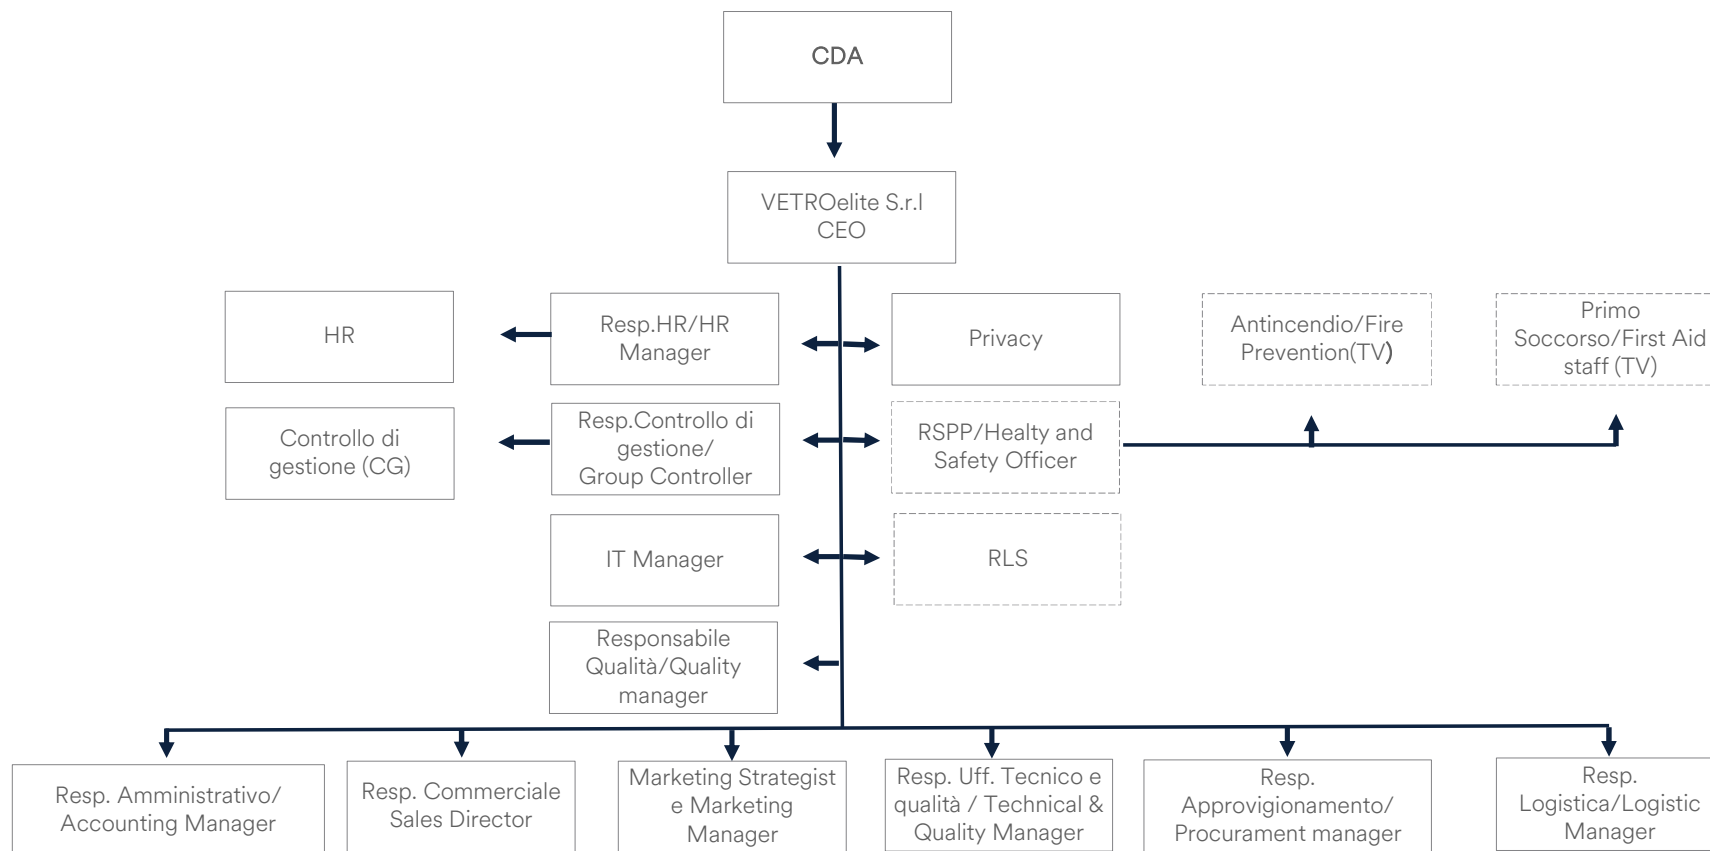 CDA
VETROelite S.r.l
CEO
HR
Resp.HR/HR
Manager
Privacy
Antincendio/Fire
Prevention(TV)
Primo
Soccorso/First Aid
staff (TV)
Controllo di
gestione (CG)
Resp.Controllo di
gestione/
Group Controller
RSPP/Healty and
Safety Officer
IT Manager
RLS
Responsabile
Qualità/Quality
manager
Resp. Amministrativo/
Accounting Manager
Resp. Commerciale
Sales Director
Marketing Strategist
e Marketing
Manager
Resp. Uff. Tecnico e
qualità / Technical &
Quality Manager
Resp.
Approvigionamento/
Procurament manager
Resp.
Logistica/Logistic
Manager